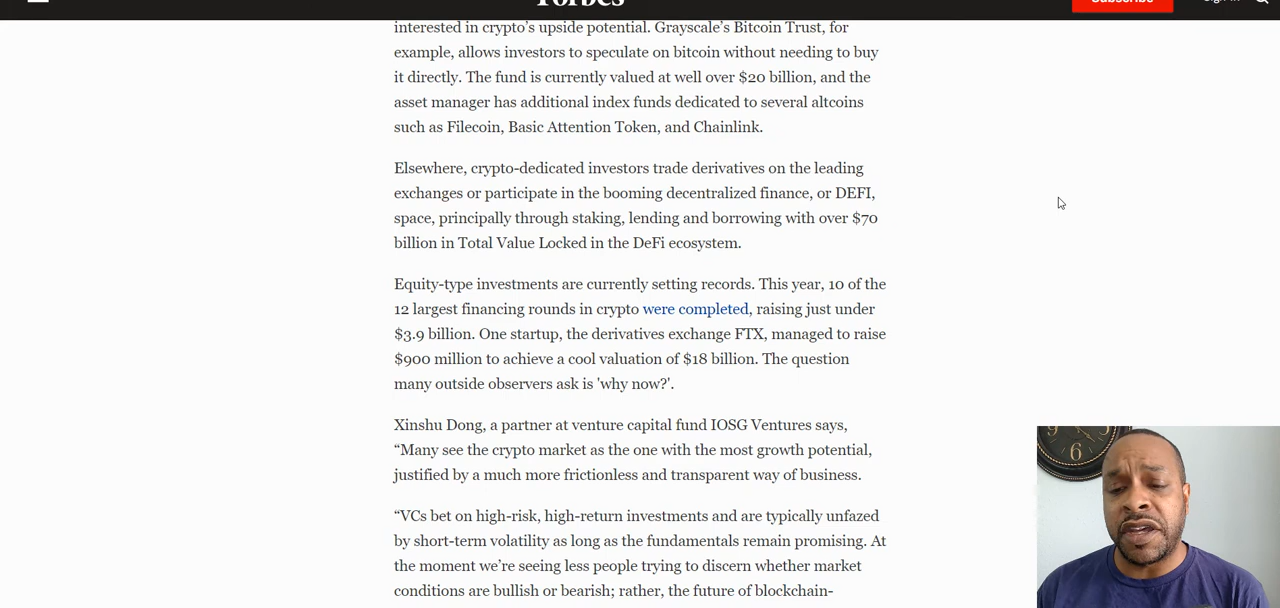 Forbes
Subscribe
Sign In
interested in crypto’s upside potential. Grayscale’s Bitcoin Trust, for
example, allows investors to speculate on bitcoin without needing to buy
it directly. The fund is currently valued at well over $20 billion, and the
asset manager has additional index funds dedicated to several altcoins
such as Filecoin, Basic Attention Token, and Chainlink.
Elsewhere, crypto-dedicated investors trade derivatives on the leading
exchanges or participate in the booming decentralized finance, or DEFI,
space, principally through staking, lending and borrowing with over $70
billion in Total Value Locked in the DeFi ecosystem.
Equity-type investments are currently setting records. This year, 10 of the
12 largest financing rounds in crypto were completed, raising just under
$3.9 billion. One startup, the derivatives exchange FTX, managed to raise
$900 million to achieve a cool valuation of $18 billion. The question
many outside observers ask is 'why now?'.
Xinshu Dong, a partner at venture capital fund IOSG Ventures says,
“Many see the crypto market as the one with the most growth potential,
justified by a much more frictionless and transparent way of business.
“VCs bet on high-risk, high-return investments and are typically unfazed
by short-term volatility as long as the fundamentals remain promising. At
the moment we’re seeing less people trying to discern whether market
conditions are bullish or bearish; rather, the future of blockchain-
6